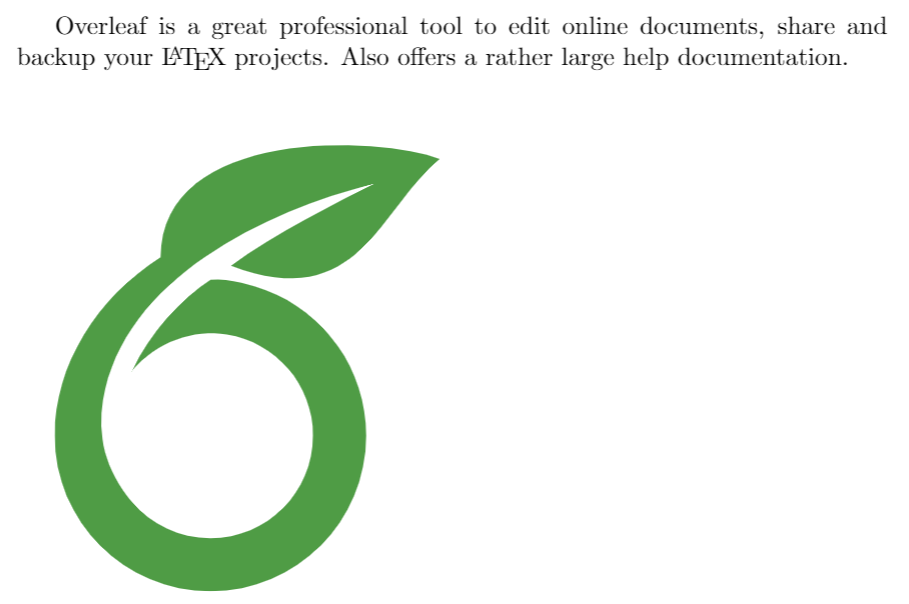 Overleaf is a great professional tool to edit online documents, share and
backup your LATEX projects. Also offers a rather large help documentation.